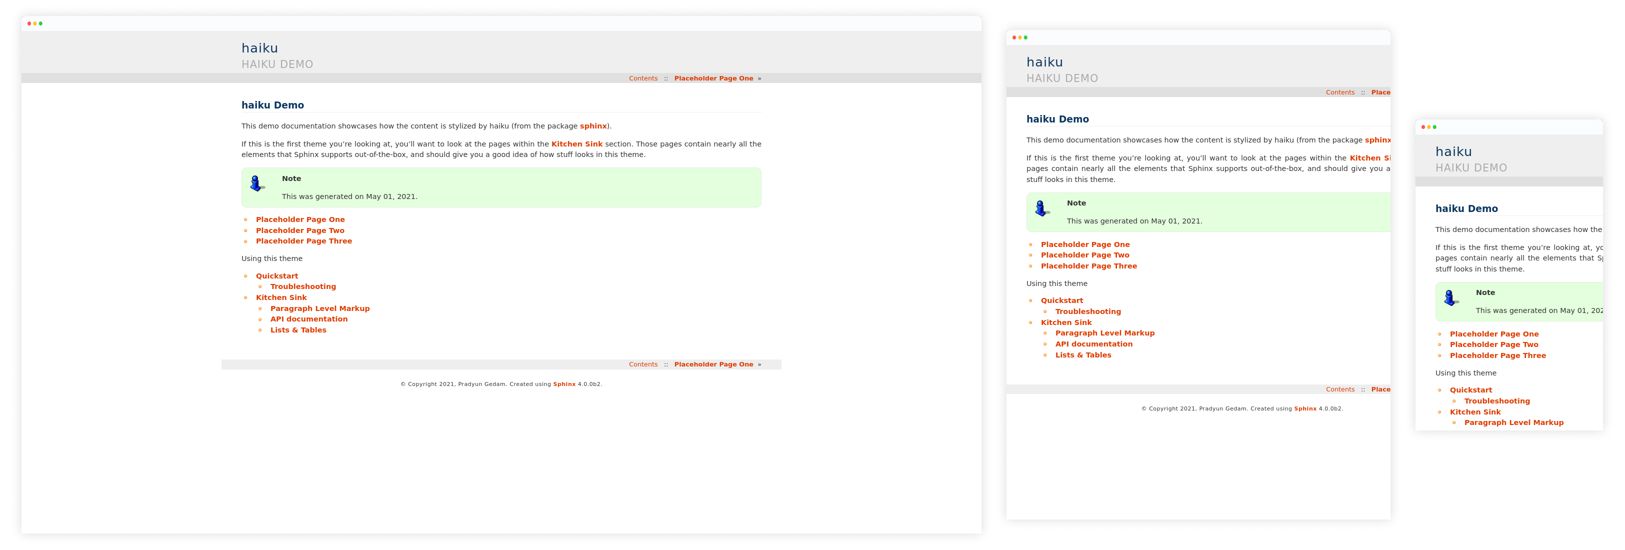 haiku
HAIKU DEMO
Contents :: Placeholder Page One »
haiku Demo
This demo documentation showcases how the content is stylized by haiku (from the package sphinx).
If this is the first theme you're looking at, you'll want to look at the pages within the Kitchen Sink section. Those pages contain nearly all the
elements that Sphinx supports out-of-the-box, and should give you a good idea of how stuff looks in this theme.
Note
This was generated on May 01, 2021.
Placeholder Page One
Placeholder Page Two
Placeholder Page Three
Using this theme
Quickstart
Troubleshooting
Kitchen Sink
Paragraph Level Markup
API documentation
Lists & Tables
Contents :: Placeholder Page One »
© Copyright 2021, Pradyun Gedam. Created using Sphinx 4.0.0b2.
haiku
HAIKU DEMO
Contents :: Place
haiku Demo
This demo documentation showcases how the content is stylized by haiku (from the package sphinx
If this is the first theme you're looking at, you'll want to look at the pages within the Kitchen Si
pages contain nearly all the elements that Sphinx supports out-of-the-box, and should give you a
stuff looks in this theme.
Note
This was generated on May 01, 2021.
Placeholder Page One
Placeholder Page Two
Placeholder Page Three
Using this theme
Quickstart
Troubleshooting
Kitchen Sink
Paragraph Level Markup
API documentation
Lists & Tables
Contents :: Place
© Copyright 2021, Pradyun Gedam. Created using Sphinx 4.0.0b2.
haiku
HAIKU DEMO
haiku Demo
This demo documentation showcases how the
If this is the first theme you're looking at, yo
pages contain nearly all the elements that Sp
stuff looks in this theme.
Note
This was generated on May 01, 202
Placeholder Page One
Placeholder Page Two
Placeholder Page Three
Using this theme
Quickstart
Troubleshooting
Kitchen Sink
Paragraph Level Markup